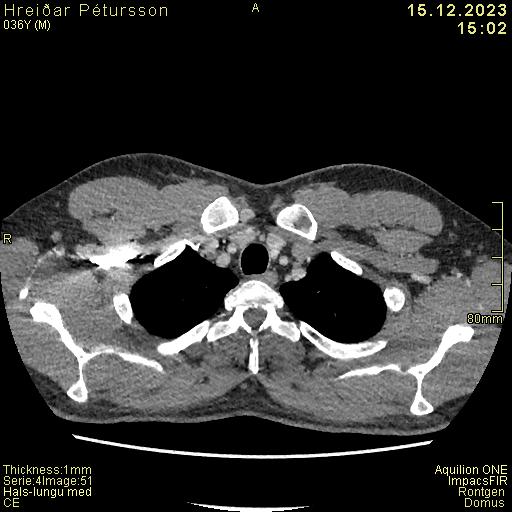 Hreiðar Pétursson
036Y (M)
A
15.12.2023
15:02
R
80mm
Thickness:1mm
Serie:4Image:51
Hals-lungu med
CE
Aquilion ONE
ImpacsFIR
Rontgen
Domus